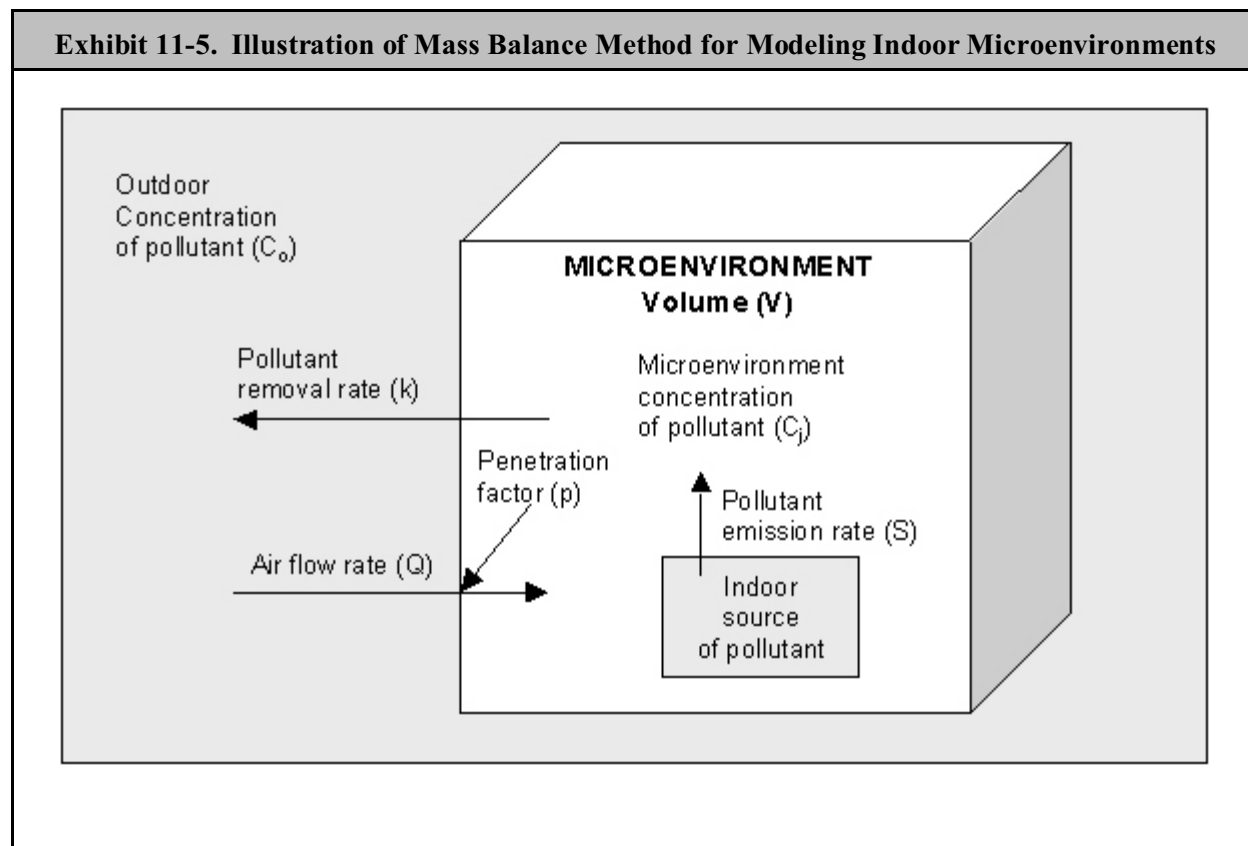 Exhibit 11-5. Illustration of Mass Balance Method for Modeling Indoor Microenvironments
Outdoor
Concentration
of pollutant (Co)
MICROENVIRONMENT
Volume (V)
Pollutant
removal rate (k)
Microenvironment
concentration
of pollutant (Cj)
Penetration
factor (p)
Pollutant
emission rate (S)
Air flow rate (Q)
Indoor
source
of pollutant